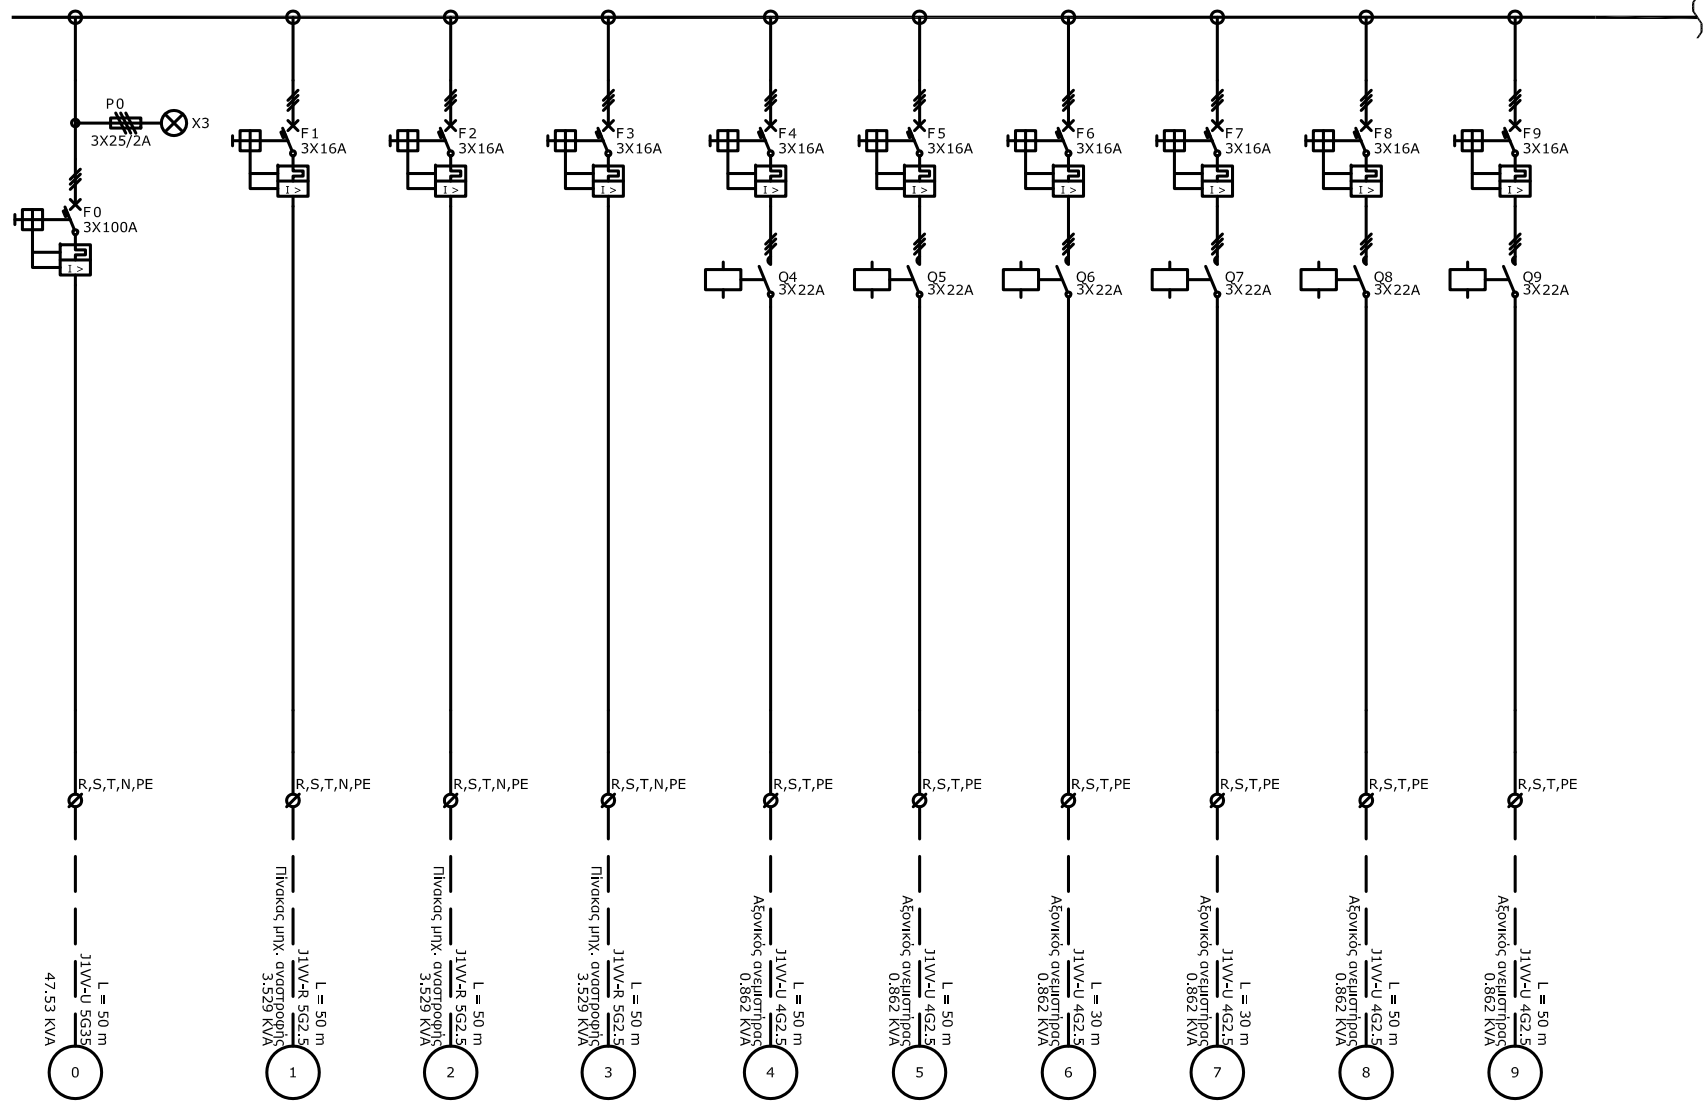 P0
X3
3X25/2A
F0
3X100A
I >
F1
3X16A
I >
F2
3X16A
I >
F3
3X16A
I >
F4
3X16A
I >
F5
3X16A
I >
F6
3X16A
I >
F7
3X16A
I >
F8
3X16A
I >
F9
3X16A
I >
Q4
3X22A
Q5
3X22A
Q6
3X22A
Q7
3X22A
Q8
3X22A
Q9
3X22A
R,S,T,N,PE
R,S,T,N,PE
R,S,T,N,PE
R,S,T,N,PE
R,S,T,PE
R,S,T,PE
R,S,T,PE
R,S,T,PE
R,S,T,PE
R,S,T,PE
L = 50 m
J1VV-U 5G35
47.53 KVA
0
L = 50 m
J1VV-R 5G2.5
Πίνακας μηχ. αναστροφής
3.529 KVA
1
L = 50 m
J1VV-R 5G2.5
Πίνακας μηχ. αναστροφής
3.529 KVA
2
L = 50 m
J1VV-R 5G2.5
Πίνακας μηχ. αναστροφής
3.529 KVA
3
L = 50 m
J1VV-U 4G2.5
Αξονικός ανεμιστήρας
0.862 KVA
4
L = 50 m
J1VV-U 4G2.5
Αξονικός ανεμιστήρας
0.862 KVA
5
L = 30 m
J1VV-U 4G2.5
Αξονικός ανεμιστήρας
0.862 KVA
6
L = 30 m
J1VV-U 4G2.5
Αξονικός ανεμιστήρας
0.862 KVA
7
L = 50 m
J1VV-U 4G2.5
Αξονικός ανεμιστήρας
0.862 KVA
8
L = 50 m
J1VV-U 4G2.5
Αξονικός ανεμιστήρας
0.862 KVA
9